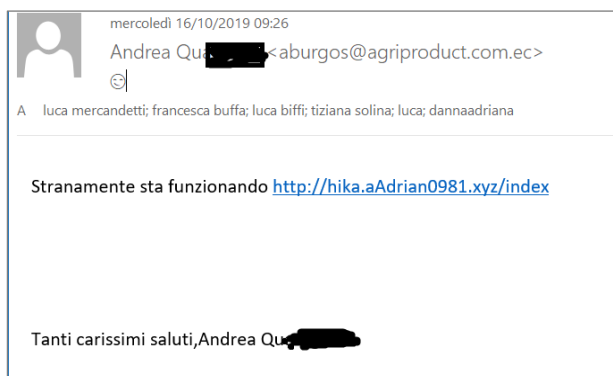 mercoledì 16/10/2019 09:26
Andrea Qu <aburgos@agriproduct.com.ec>
☺
A luca mercandetti; francesca buffa; luca biffi; tiziana solina; luca; dannaadriana
Stranamente sta funzionando http://hika.aAdrian0981.xyz/index
Tanti carissimi saluti,Andrea Qu